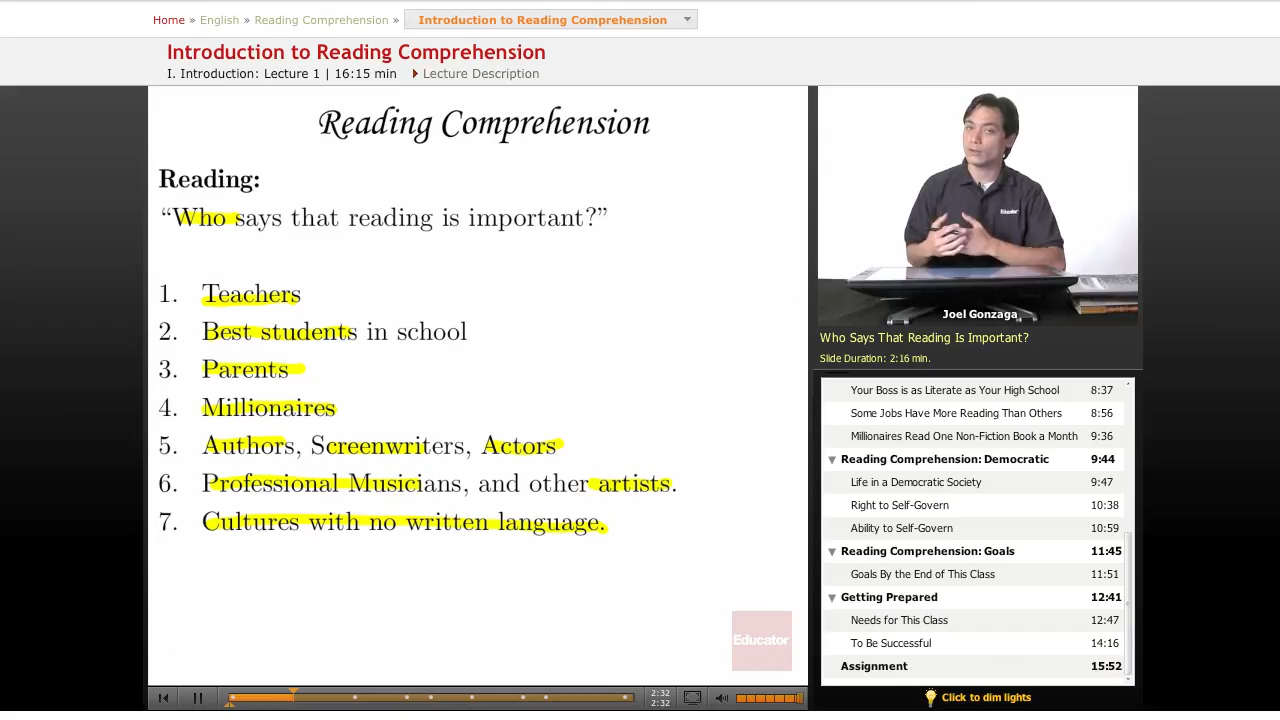 Home » English » Reading Comprehension » Introduction to Reading Comprehension
Introduction to Reading Comprehension
I. Introduction: Lecture 1 | 16:15 min Lecture Description
Reading Comprehension
Reading:
“Who says that reading is important?”
1. Teachers
2. Best students in school
3. Parents
4. Millionaires
5. Authors, Screenwriters, Actors
6. Professional Musicians, and other artists.
7. Cultures with no written language.
Educator
Educator
Joel Gonzaga
Who Says That Reading Is Important?
Slide Duration: 2:16 min.
Your Boss is as Literate as Your High School 8:37
Some Jobs Have More Reading Than Others 8:56
Millionaires Read One Non-Fiction Book a Month 9:36
Reading Comprehension: Democratic 9:44
Life in a Democratic Society 9:47
Right to Self-Govern 10:38
Ability to Self-Govern 10:59
Reading Comprehension: Goals 11:45
Goals By the End of This Class 11:51
Getting Prepared 12:41
Needs for This Class 12:47
To Be Successful 14:16
Assignment 15:52
2:32
2:32
Click to dim lights